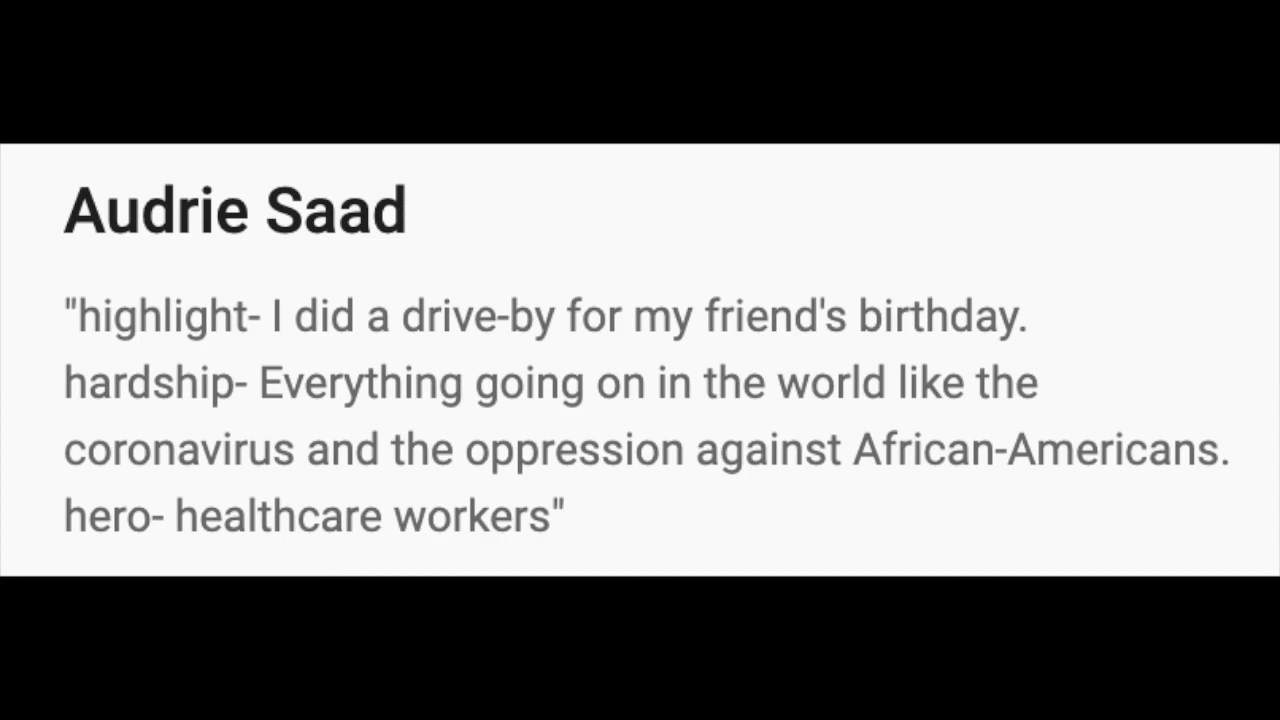 Audrie Saad
"highlight- I did a drive-by for my friend's birthday.
hardship- Everything going on in the world like the
coronavirus and the oppression against African-Americans.
hero- healthcare workers"